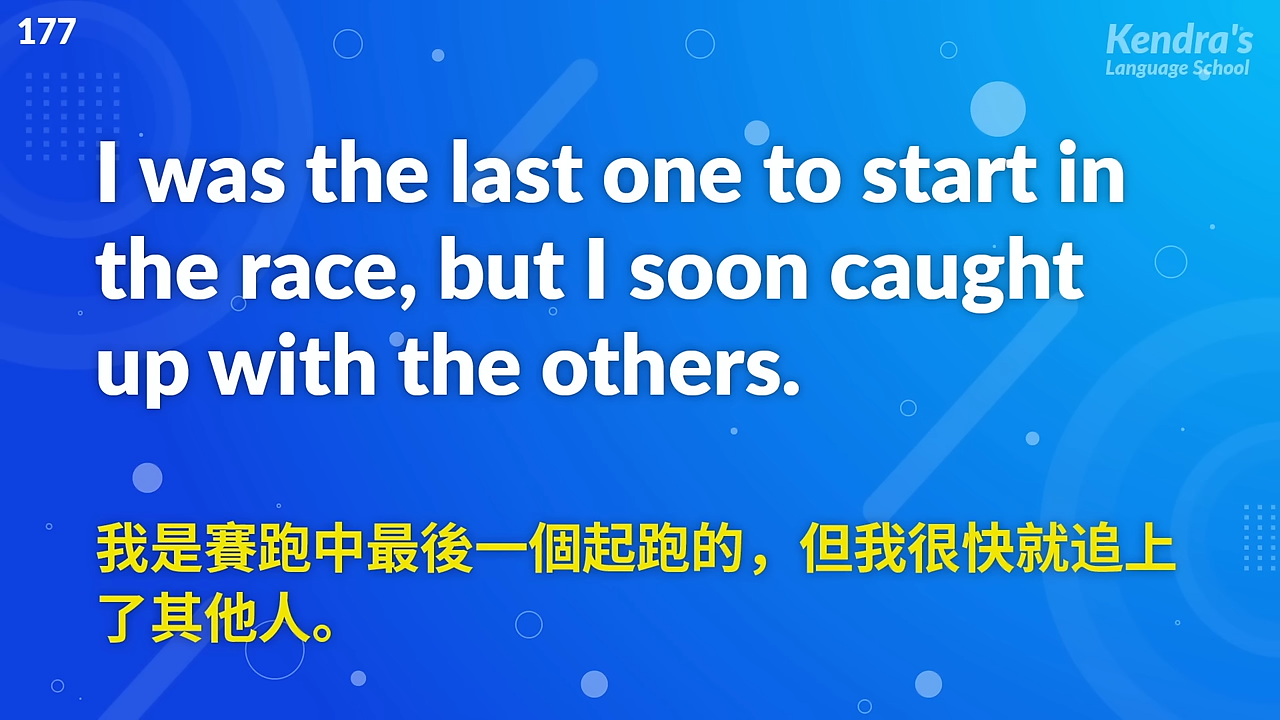 177
Kendra's
Language School
I was the last one to start in
the race, but I soon caught
up with the others.
我是賽跑中最後一個起跑的，但我很快就追上
了其他人。